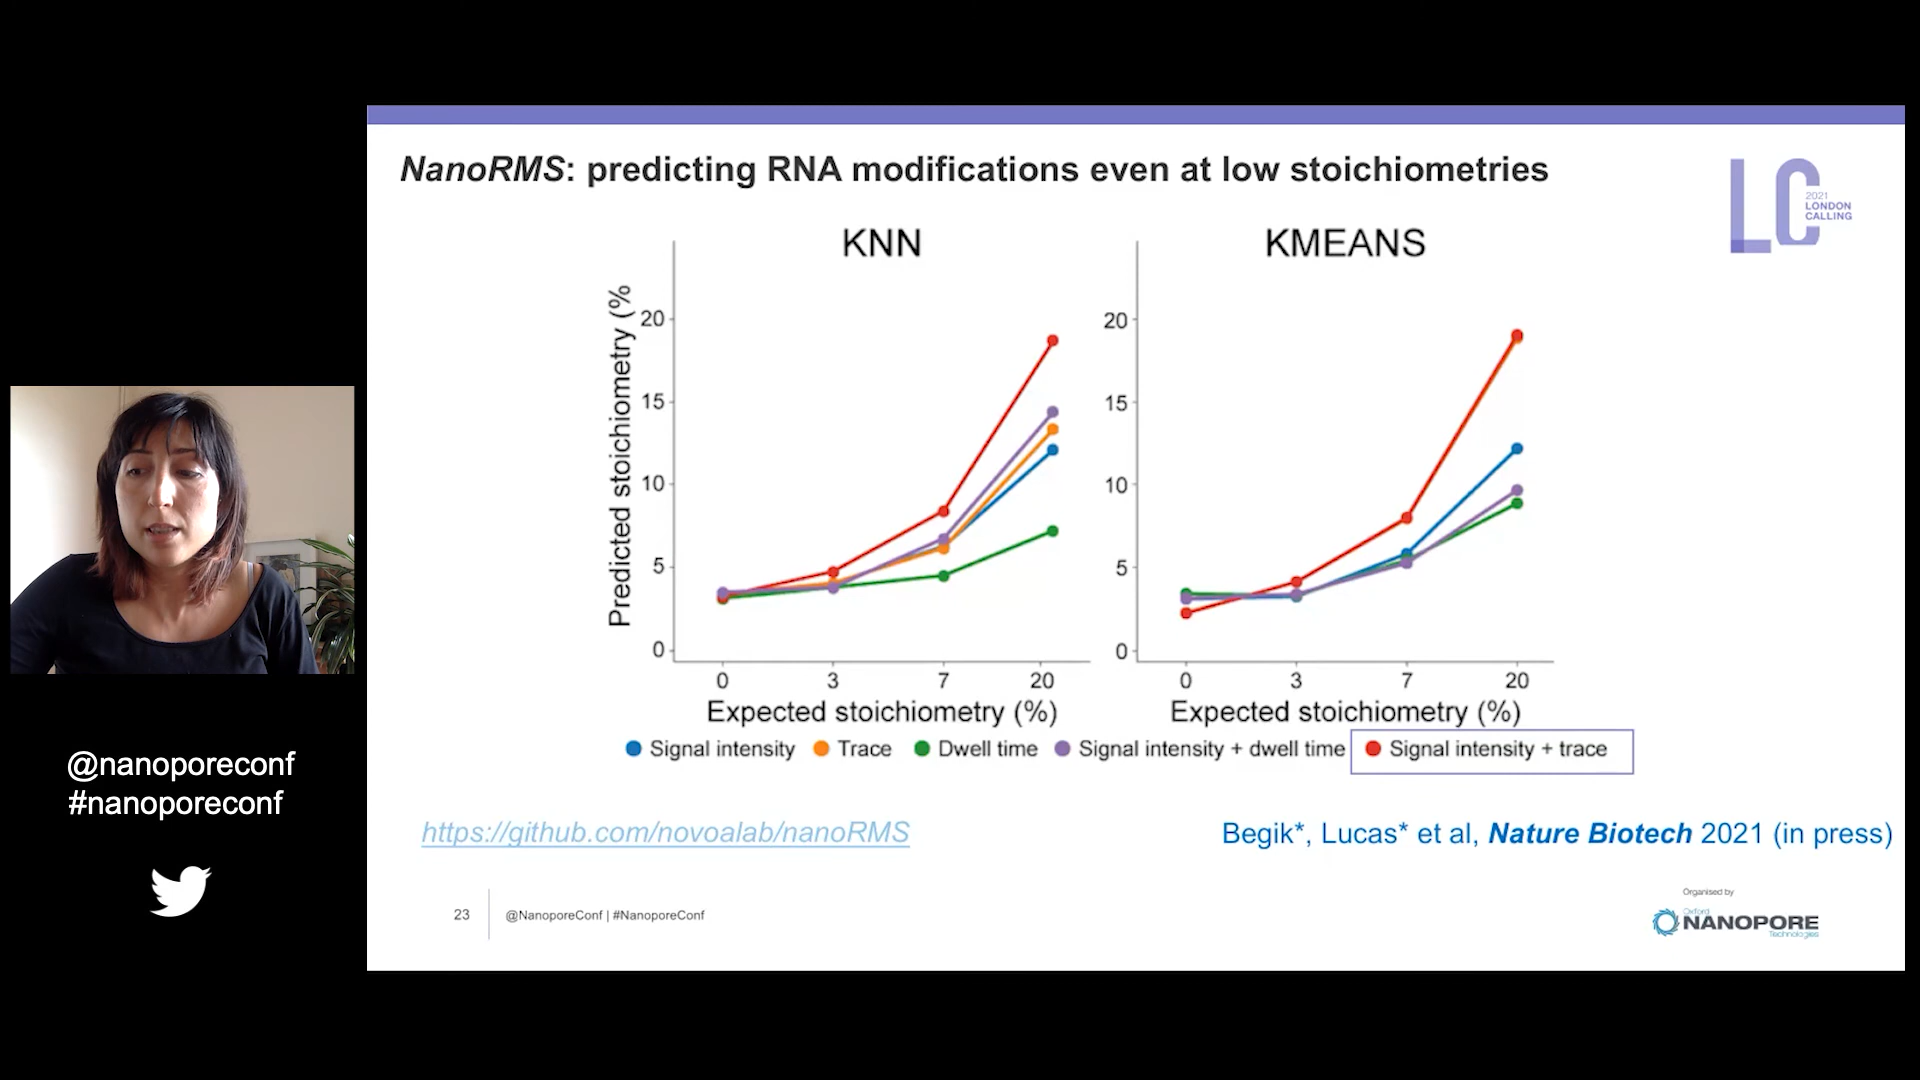 NanoRMS: predicting RNA modifications even at low stoichiometries
LC
2021
LONDON
CALLING
KNN
KMEANS
Predicted stoichiometry (%
20
15
10
5
0
0 3 7 20
Expected stoichiometry (%)
20
15
10
5
0
0 3 7 20
Expected stoichiometry (%)
Signal intensity Trace Dwell time Signal intensity + dwell time Signal intensity + trace
@nanoporeconf
#nanoporeconf
https://github.com/novoalab/nanoRMS
Begik*, Lucas* et al, Nature Biotech 2021 (in press)
23
@NanoporeConf | #NanoporeConf
Organised by
Oxford
NANOPORE
Technologies